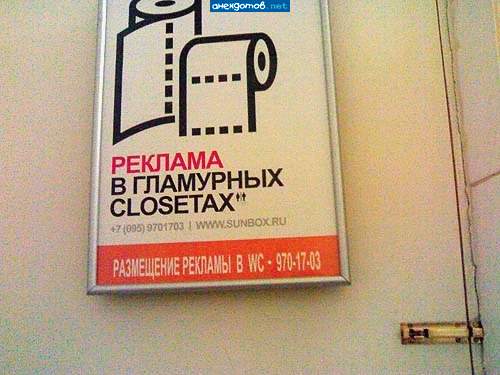 анекдотов.net
РЕКЛАМА
В ГЛАМУРНЫХ
CLOSETAX
+7 (095) 9701703 | WWW.SUNBOX.RU
РАЗМЕЩЕНИЕ РЕКЛАМЫ В WC - 970-17-03